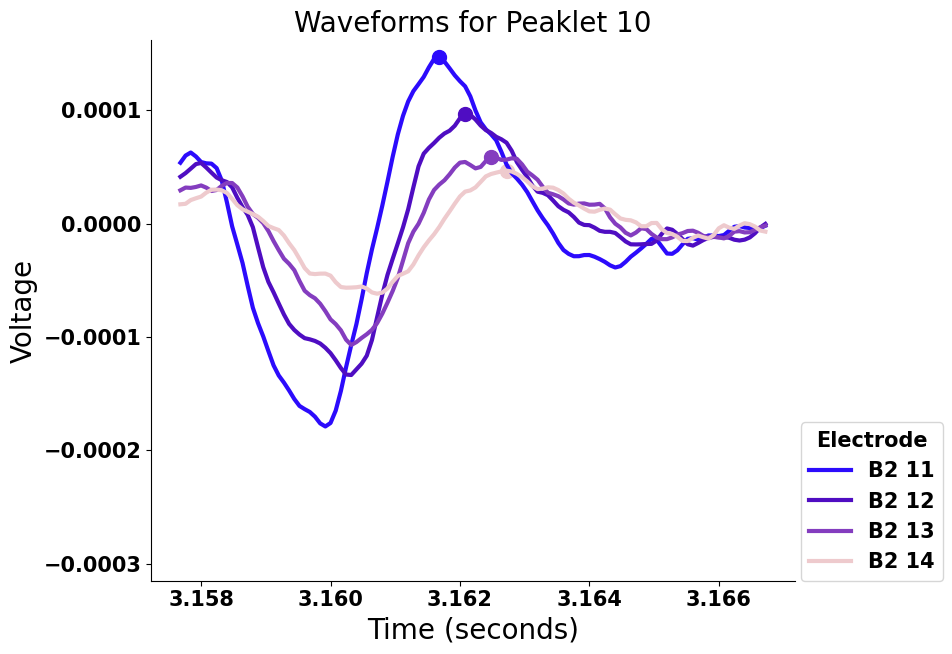 Waveforms for Peaklet 10
Voltage
0.0001
0.0000
−0.0001
−0.0002
−0.0003
3.158
3.160
3.162
3.164
3.166
Time (seconds)
Electrode
B2 11
B2 12
B2 13
B2 14